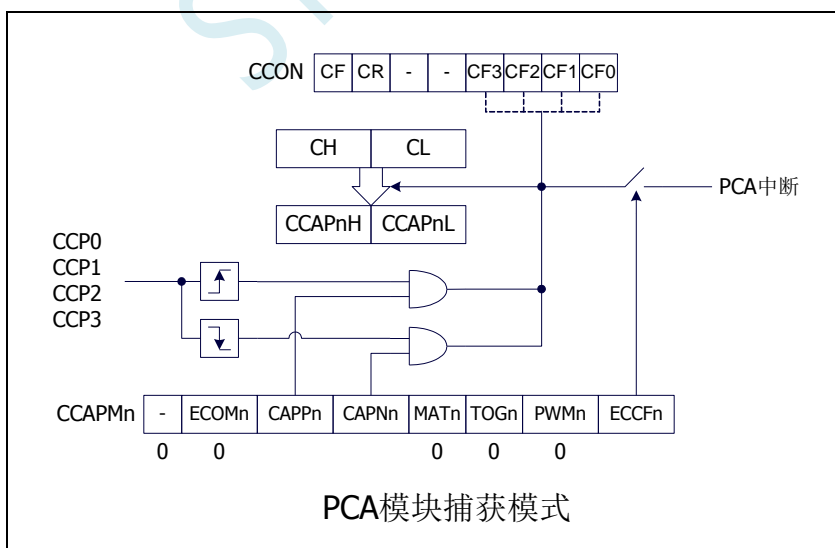 CCON CF CR - - CF3 CF2 CF1 CF0
CH CL
PCA中断
CCAPnH CCAPnL
CCP0
CCP1
CCP2
CCP3
CCAPMn - ECOMn CAPPn CAPNn MATn TOGn PWMn ECCFn
0 0 0 0 0
PCA模块捕获模式